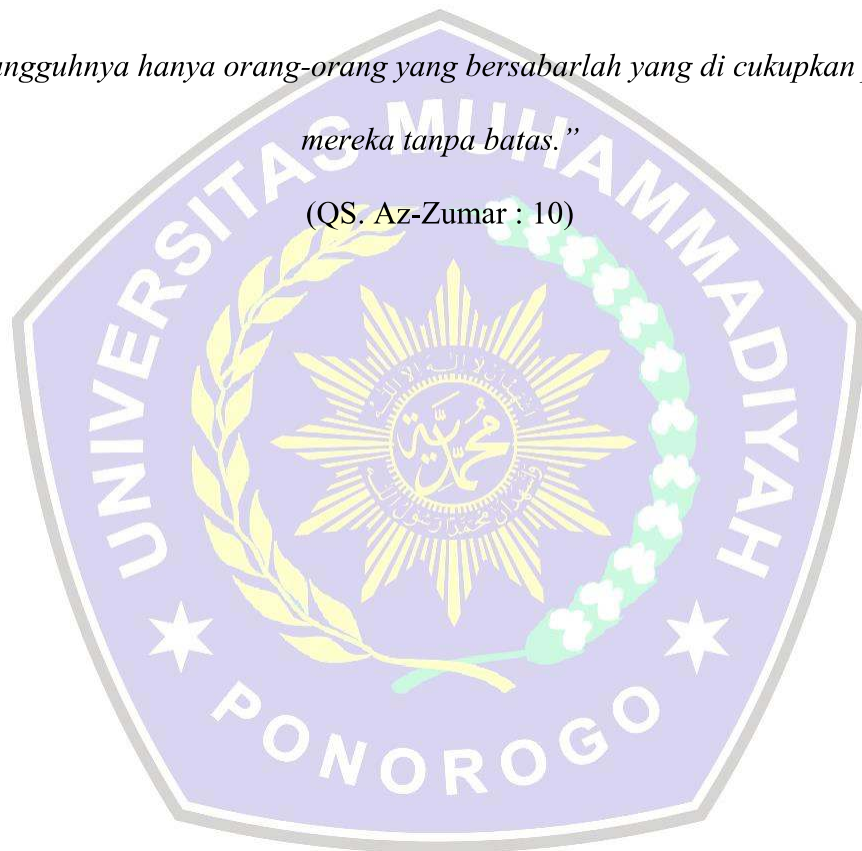 ngguhnya hanya orang-orang yang bersabarlah yang di cukupkan
mereka tanpa batas.”
(QS. Az-Zumar : 10)
UNIVERSITAS MUHAMMADIYAH
محمدية
PONOROGO